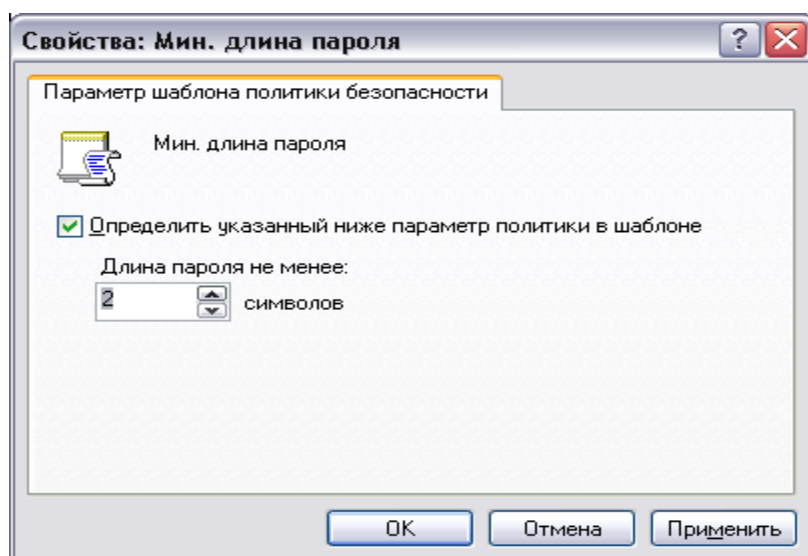 Свойства: Мин. длина пароля
Параметр шаблона политики безопасности
Мин. длина пароля
Определить указанный ниже параметр политики в шаблоне
Длина пароля не менее:
2 символов
OK Отмена Применить